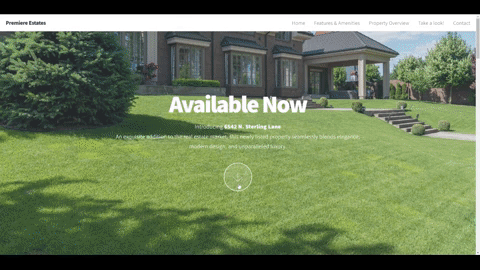 Premiere Estates
Home Features & Amenities Property Overview Take a look! Contact
Available Now
Introducing 6642 N. Sterling Lane
An exquisite addition to the real estate market, this newly listed property seamlessly blends elegance,
modern design, and unparalleled luxury.